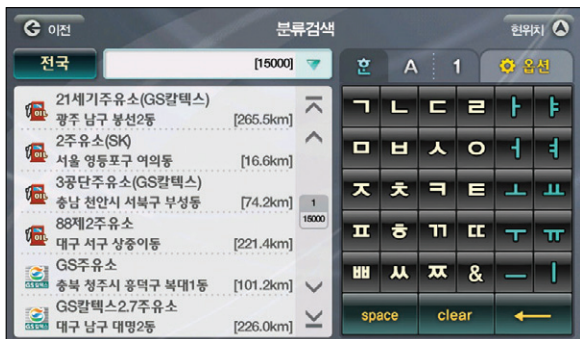 이전 분류검색 현위치
전국 [15000] 한 A 1 옵션
21세기주유소(GS칼텍스)
광주 남구 봉선2동 [265.5km]
2주유소(SK)
서울 영등포구 여의동 [16.6km]
3공단주유소(GS칼텍스)
충남 천안시 서북구 부성동 [74.2km]
88제2주유소
대구 서구 상중이동 [221.4km]
GS주유소
충북 청주시 흥덕구 복대1동 [101.2km]
GS칼텍스2.7주유소
대구 남구 대명2동 [226.0km]
1
15000
ㄱ ㄴ ㄷ ㄹ ㅏ ㅑ
ㅁ ㅂ ㅅ ㅇ ㅓ ㅕ
ㅈ ㅊ ㅋ ㅌ ㅗ ㅛ
ㅍ ㅎ ㄲ ㄸ ㅜ ㅠ
ㅃ ㅆ ㅉ & ㅡ ㅣ
space clear